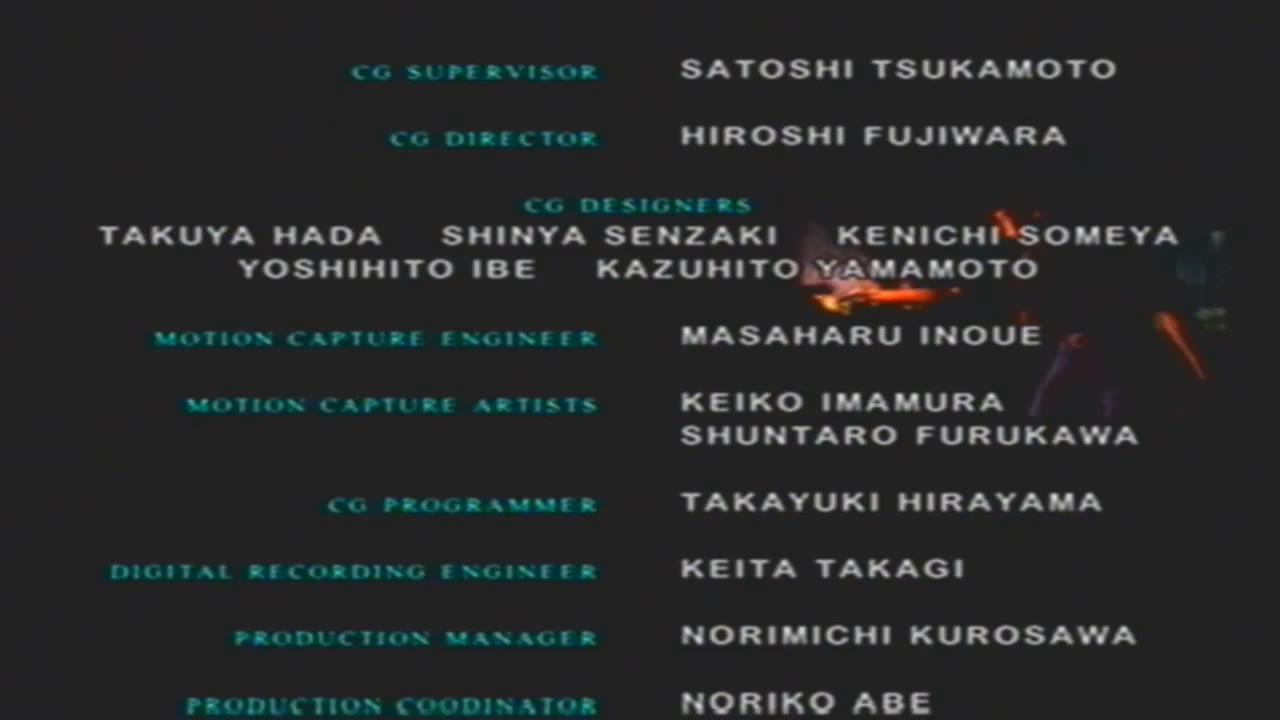 CG SUPERVISOR SATOSHI TSUKAMOTO
CG DIRECTOR HIROSHI FUJIWARA
CG DESIGNERS
TAKUYA HADA SHINYA SENZAKI KENICHI SOMEYA
YOSHIHITO IBE KAZUHITO YAMAMOTO
MOTION CAPTURE ENGINEER MASAHARU INOUE
MOTION CAPTURE ARTISTS KEIKO IMAMURA
SHUNTARO FURUKAWA
CG PROGRAMMER TAKAYUKI HIRAYAMA
DIGITAL RECORDING ENGINEER KEITA TAKAGI
PRODUCTION MANAGER NORIMICHI KUROSAWA
PRODUCTION COODINATOR NORIKO ABE